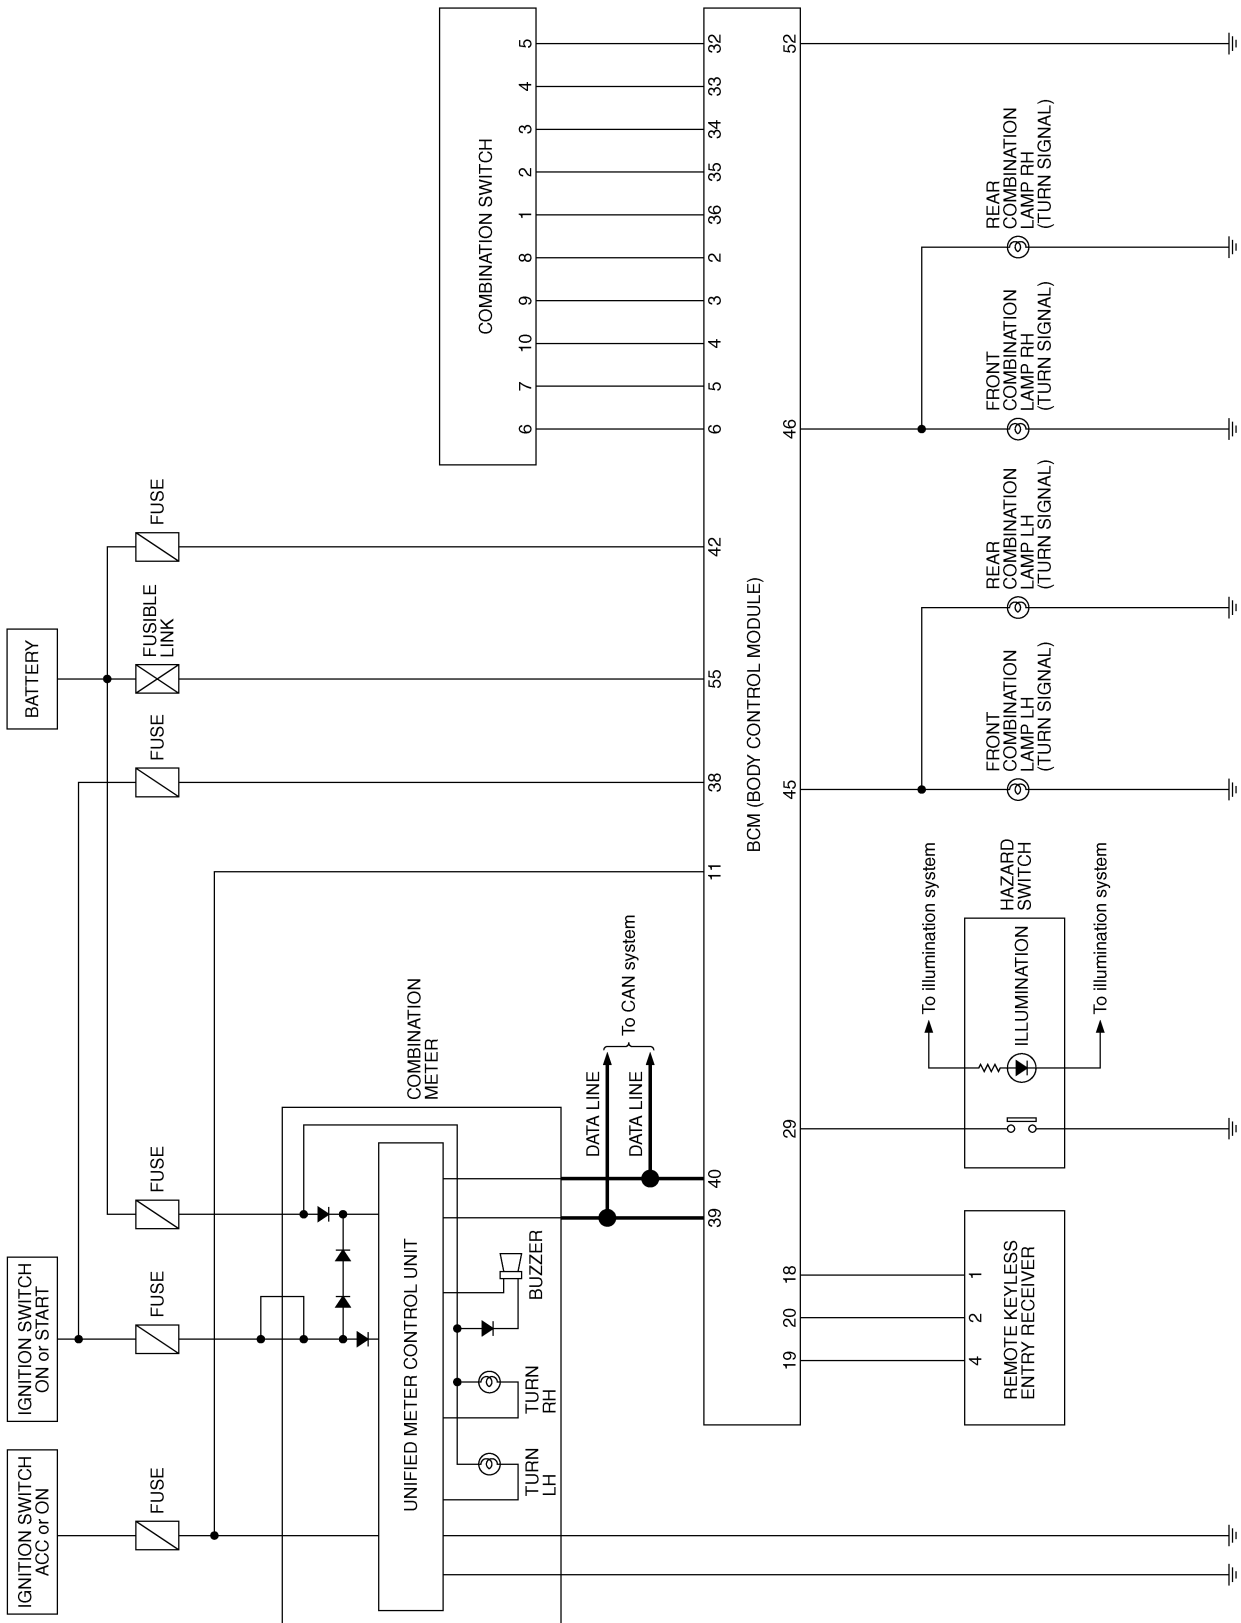 IGNITION SWITCH
ACC or ON
IGNITION SWITCH
ON or START
BATTERY
FUSE
FUSE
FUSE
FUSE
FUSIBLE
LINK
FUSE
COMBINATION
METER
UNIFIED METER CONTROL UNIT
TURN
LH
TURN
RH
BUZZER
DATA LINE
DATA LINE
To CAN system
COMBINATION SWITCH
6
7
10
9
8
1
2
3
4
5
39
40
11
38
55
42
6
5
4
3
2
36
35
34
33
32
BCM (BODY CONTROL MODULE)
19
20
18
29
45
46
52
4
2
1
REMOTE KEYLESS
ENTRY RECEIVER
To illumination system
HAZARD
SWITCH
ILLUMINATION
To illumination system
FRONT
COMBINATION
LAMP LH
(TURN SIGNAL)
REAR
COMBINATION
LAMP LH
(TURN SIGNAL)
FRONT
COMBINATION
LAMP RH
(TURN SIGNAL)
REAR
COMBINATION
LAMP RH
(TURN SIGNAL)